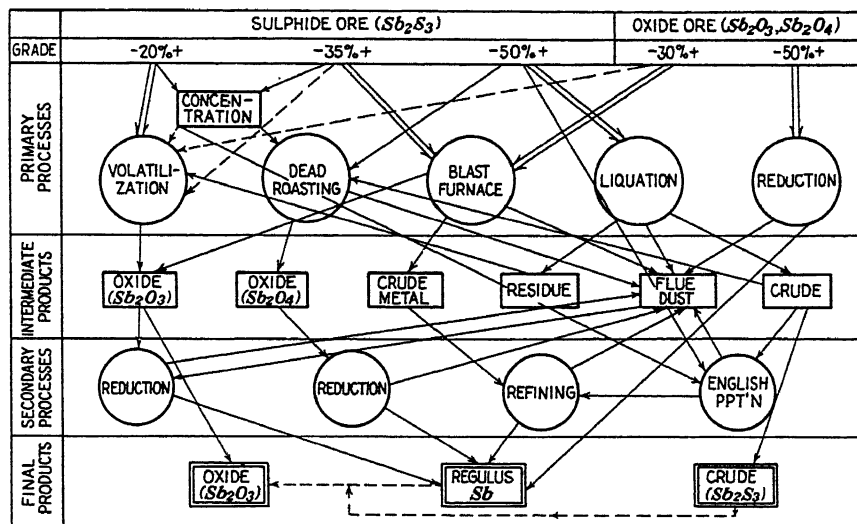 SULPHIDE ORE (Sb2S3)
OXIDE ORE (Sb2O3, Sb2O4)
GRADE
-20%+
-35%+
-50%+
-30%+
-50%+
PRIMARY
PROCESSES
CONCEN-
TRATION
VOLATILI-
ZATION
DEAD
ROASTING
BLAST
FURNACE
LIQUATION
REDUCTION
INTERMEDIATE
PRODUCTS
OXIDE
(Sb2O3)
OXIDE
(Sb2O4)
CRUDE
METAL
RESIDUE
FLUE
DUST
CRUDE
SECONDARY
PROCESSES
REDUCTION
REDUCTION
REFINING
ENGLISH
PPT'N
FINAL
PRODUCTS
OXIDE
(Sb2O3)
REGULUS
Sb
CRUDE
(Sb2S3)